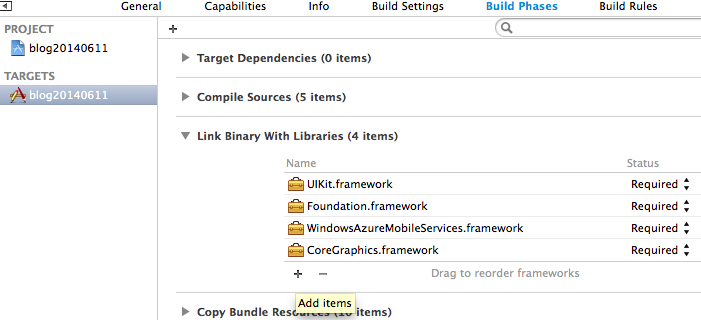 General Capabilities Info Build Settings Build Phases Build Rules
PROJECT
blog20140611
TARGETS
blog20140611
Target Dependencies (0 items)
Compile Sources (5 items)
Link Binary With Libraries (4 items)
Name Status
UIKit.framework Required
Foundation.framework Required
WindowsAzureMobileServices.framework Required
CoreGraphics.framework Required
+ − Drag to reorder frameworks
Add items
Copy Bundle Resources (10 items)